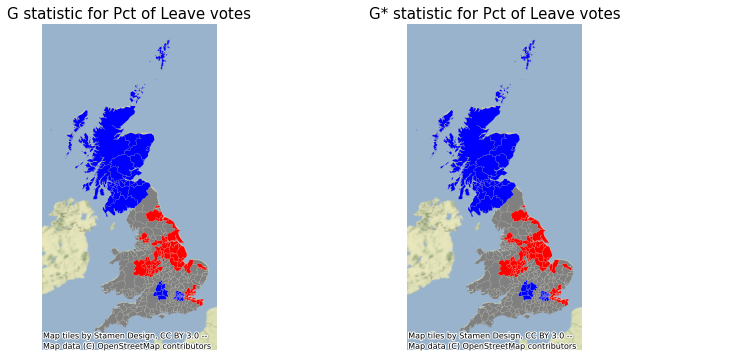 G statistic for Pct of Leave votes
G* statistic for Pct of Leave votes
Map tiles by Stamen Design, CC BY 3.0 --
Map data (C) OpenStreetMap contributors
Map tiles by Stamen Design, CC BY 3.0 --
Map data (C) OpenStreetMap contributors